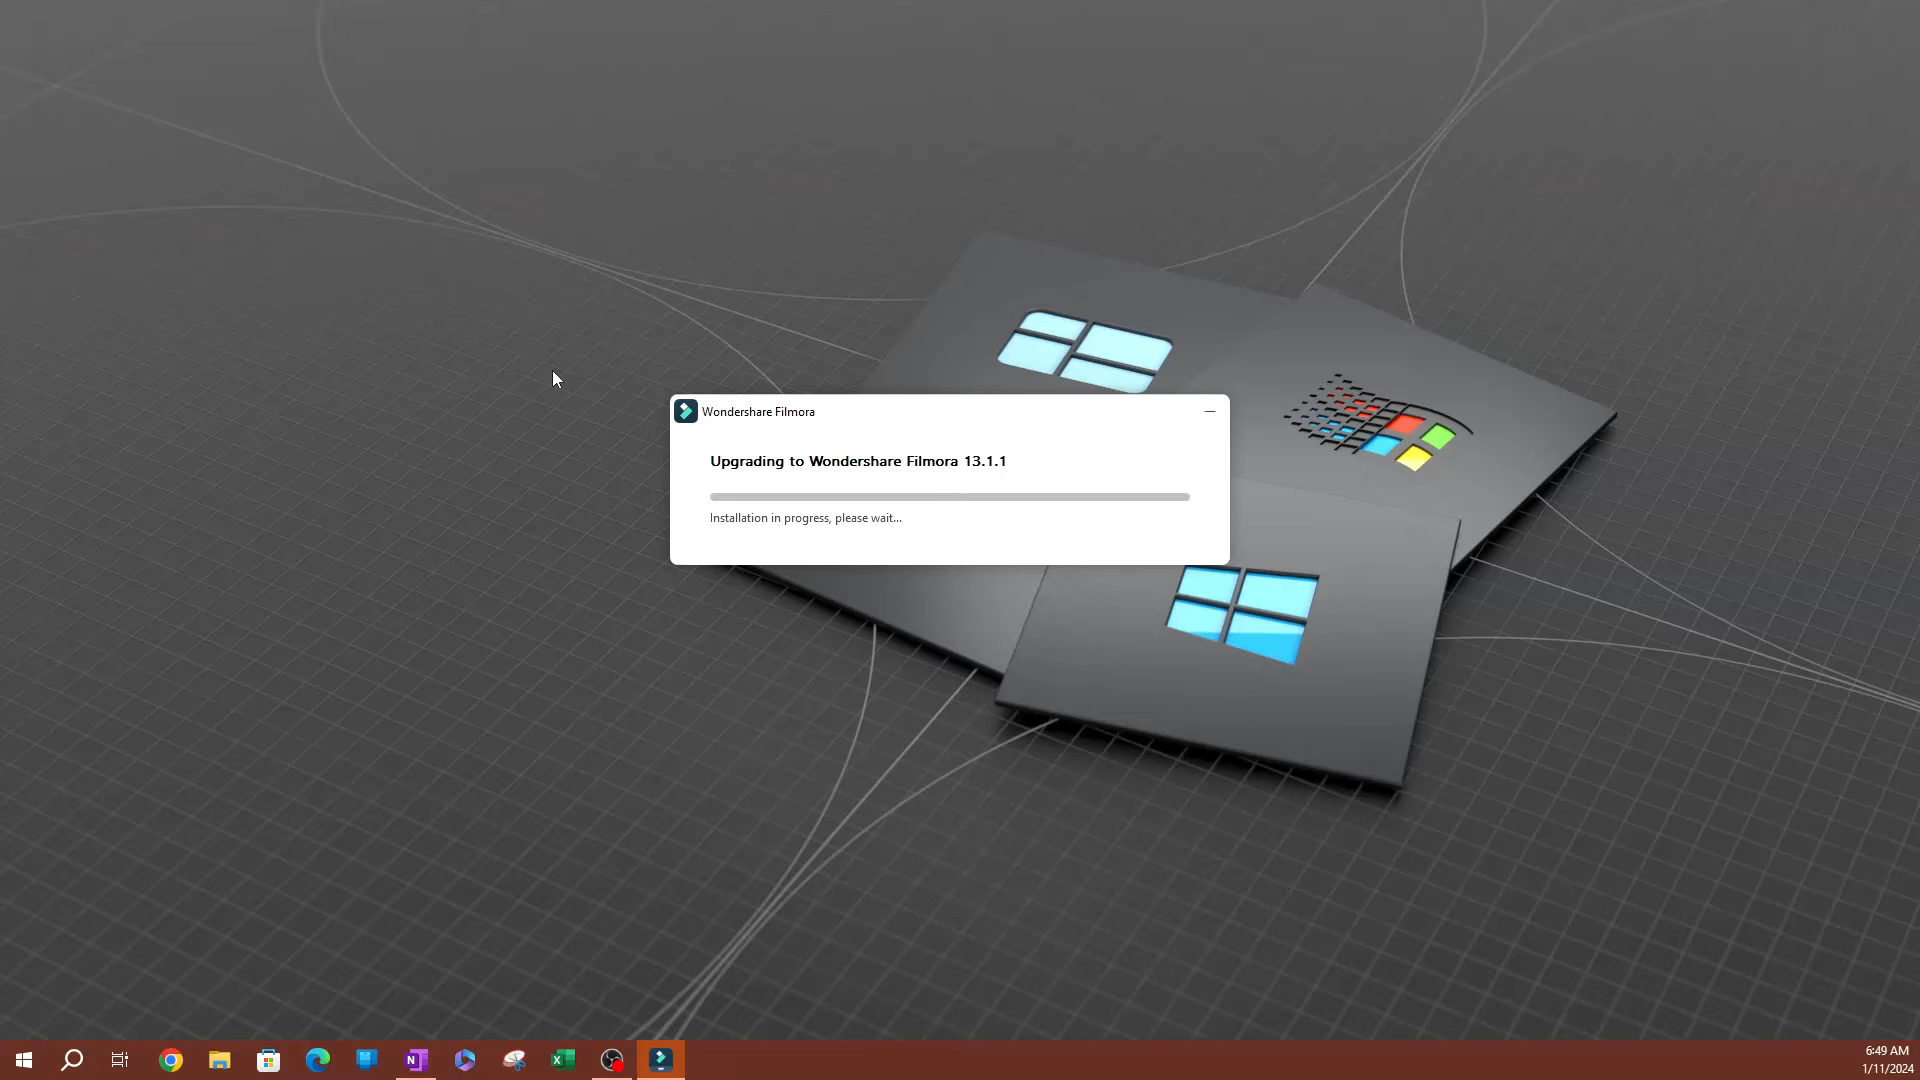 Wondershare Filmora
Upgrading to Wondershare Filmora 13.1.1
Installation in progress, please wait...
6:49 AM
1/11/2024